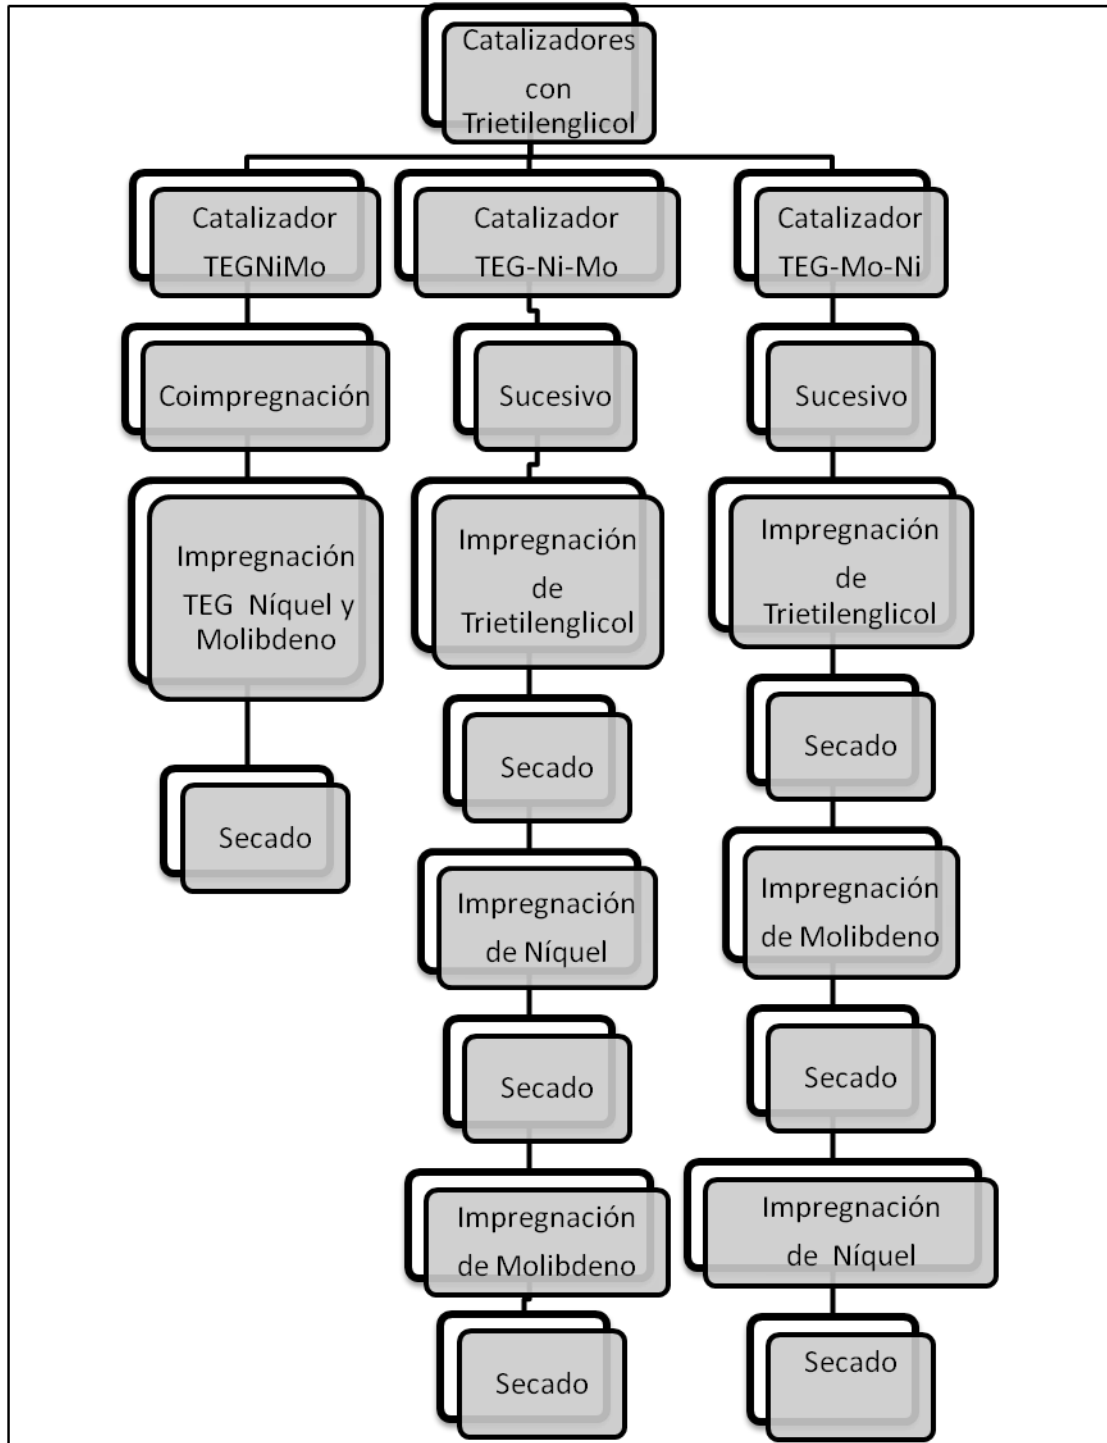 Catalizadores
con
Trietilenglicol
Catalizador
TEGNiMo
Coimpregnación
Impregnación
TEG Níquel y
Molibdeno
Secado
Catalizador
TEG-Ni-Mo
Sucesivo
Impregnación
de
Trietilenglicol
Secado
Impregnación
de Níquel
Secado
Impregnación
de Molibdeno
Secado
Catalizador
TEG-Mo-Ni
Sucesivo
Impregnación
de
Trietilenglicol
Secado
Impregnación
de Molibdeno
Secado
Impregnación
de Níquel
Secado